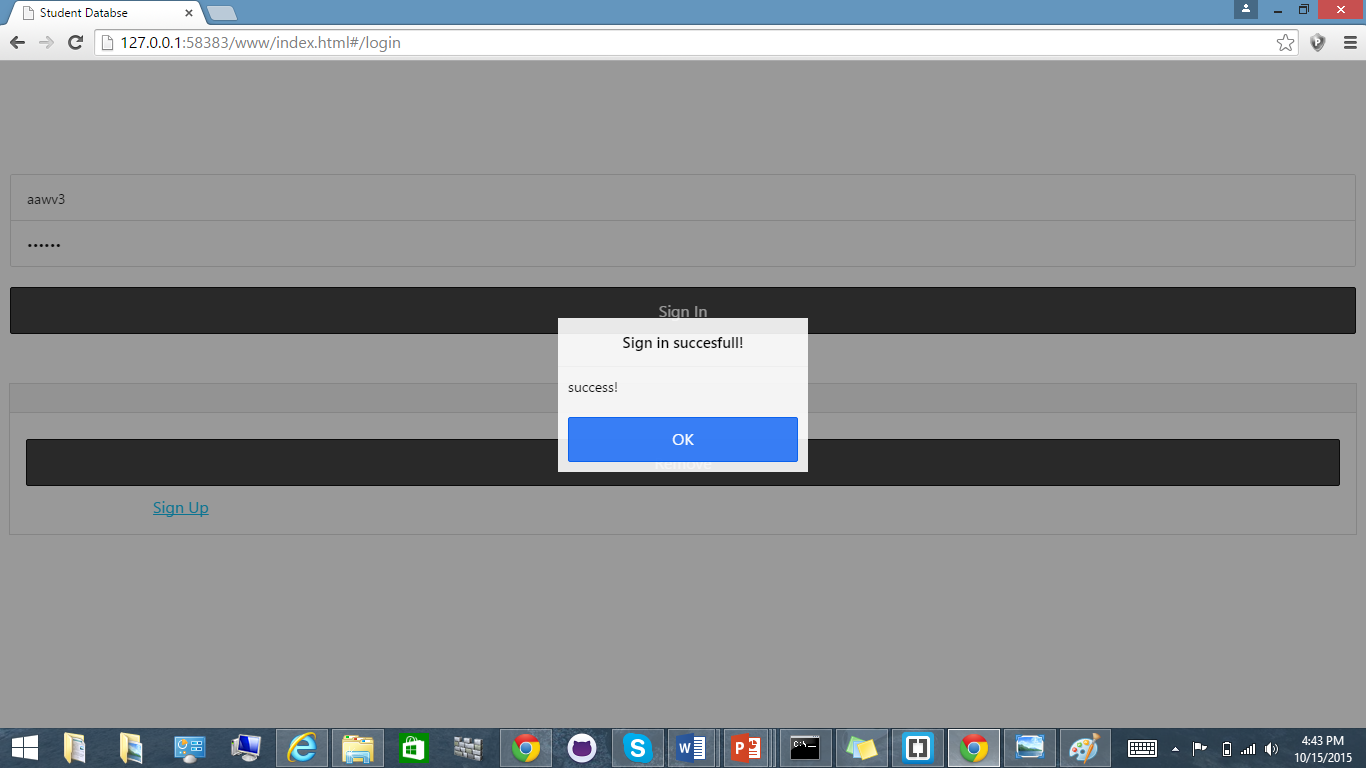 Student Databse
127.0.0.1:58383/www/index.html#/login
aawv3
••••••
Sign In
Sign in succesfull!
success!
OK
Remove
Sign Up
4:43 PM
10/15/2015